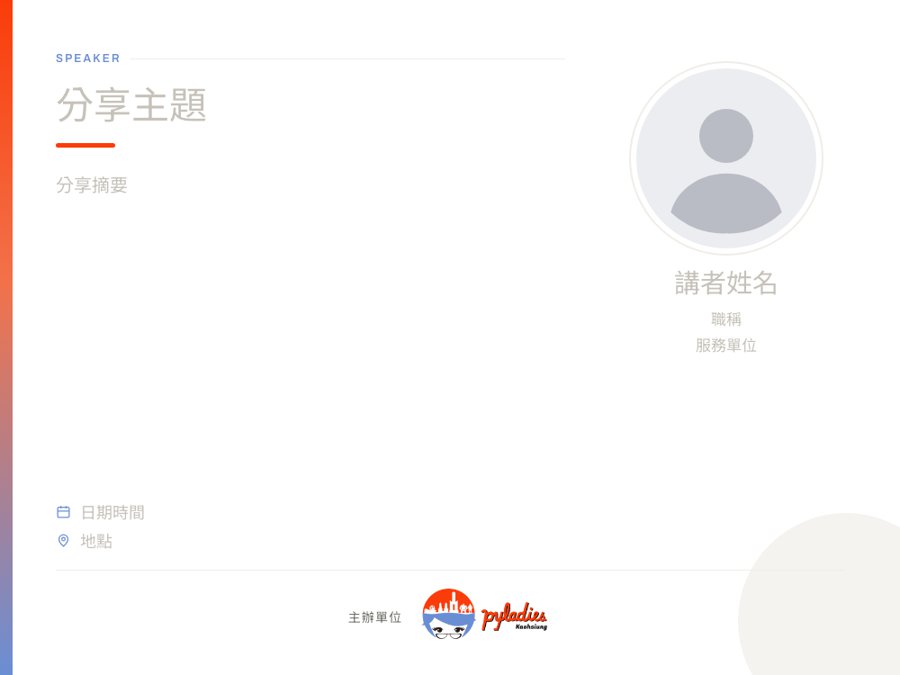 SPEAKER
分享主題
分享摘要
講者姓名
職稱
服務單位
日期時間
地點
主辦單位
pyladies
Kaohsiung